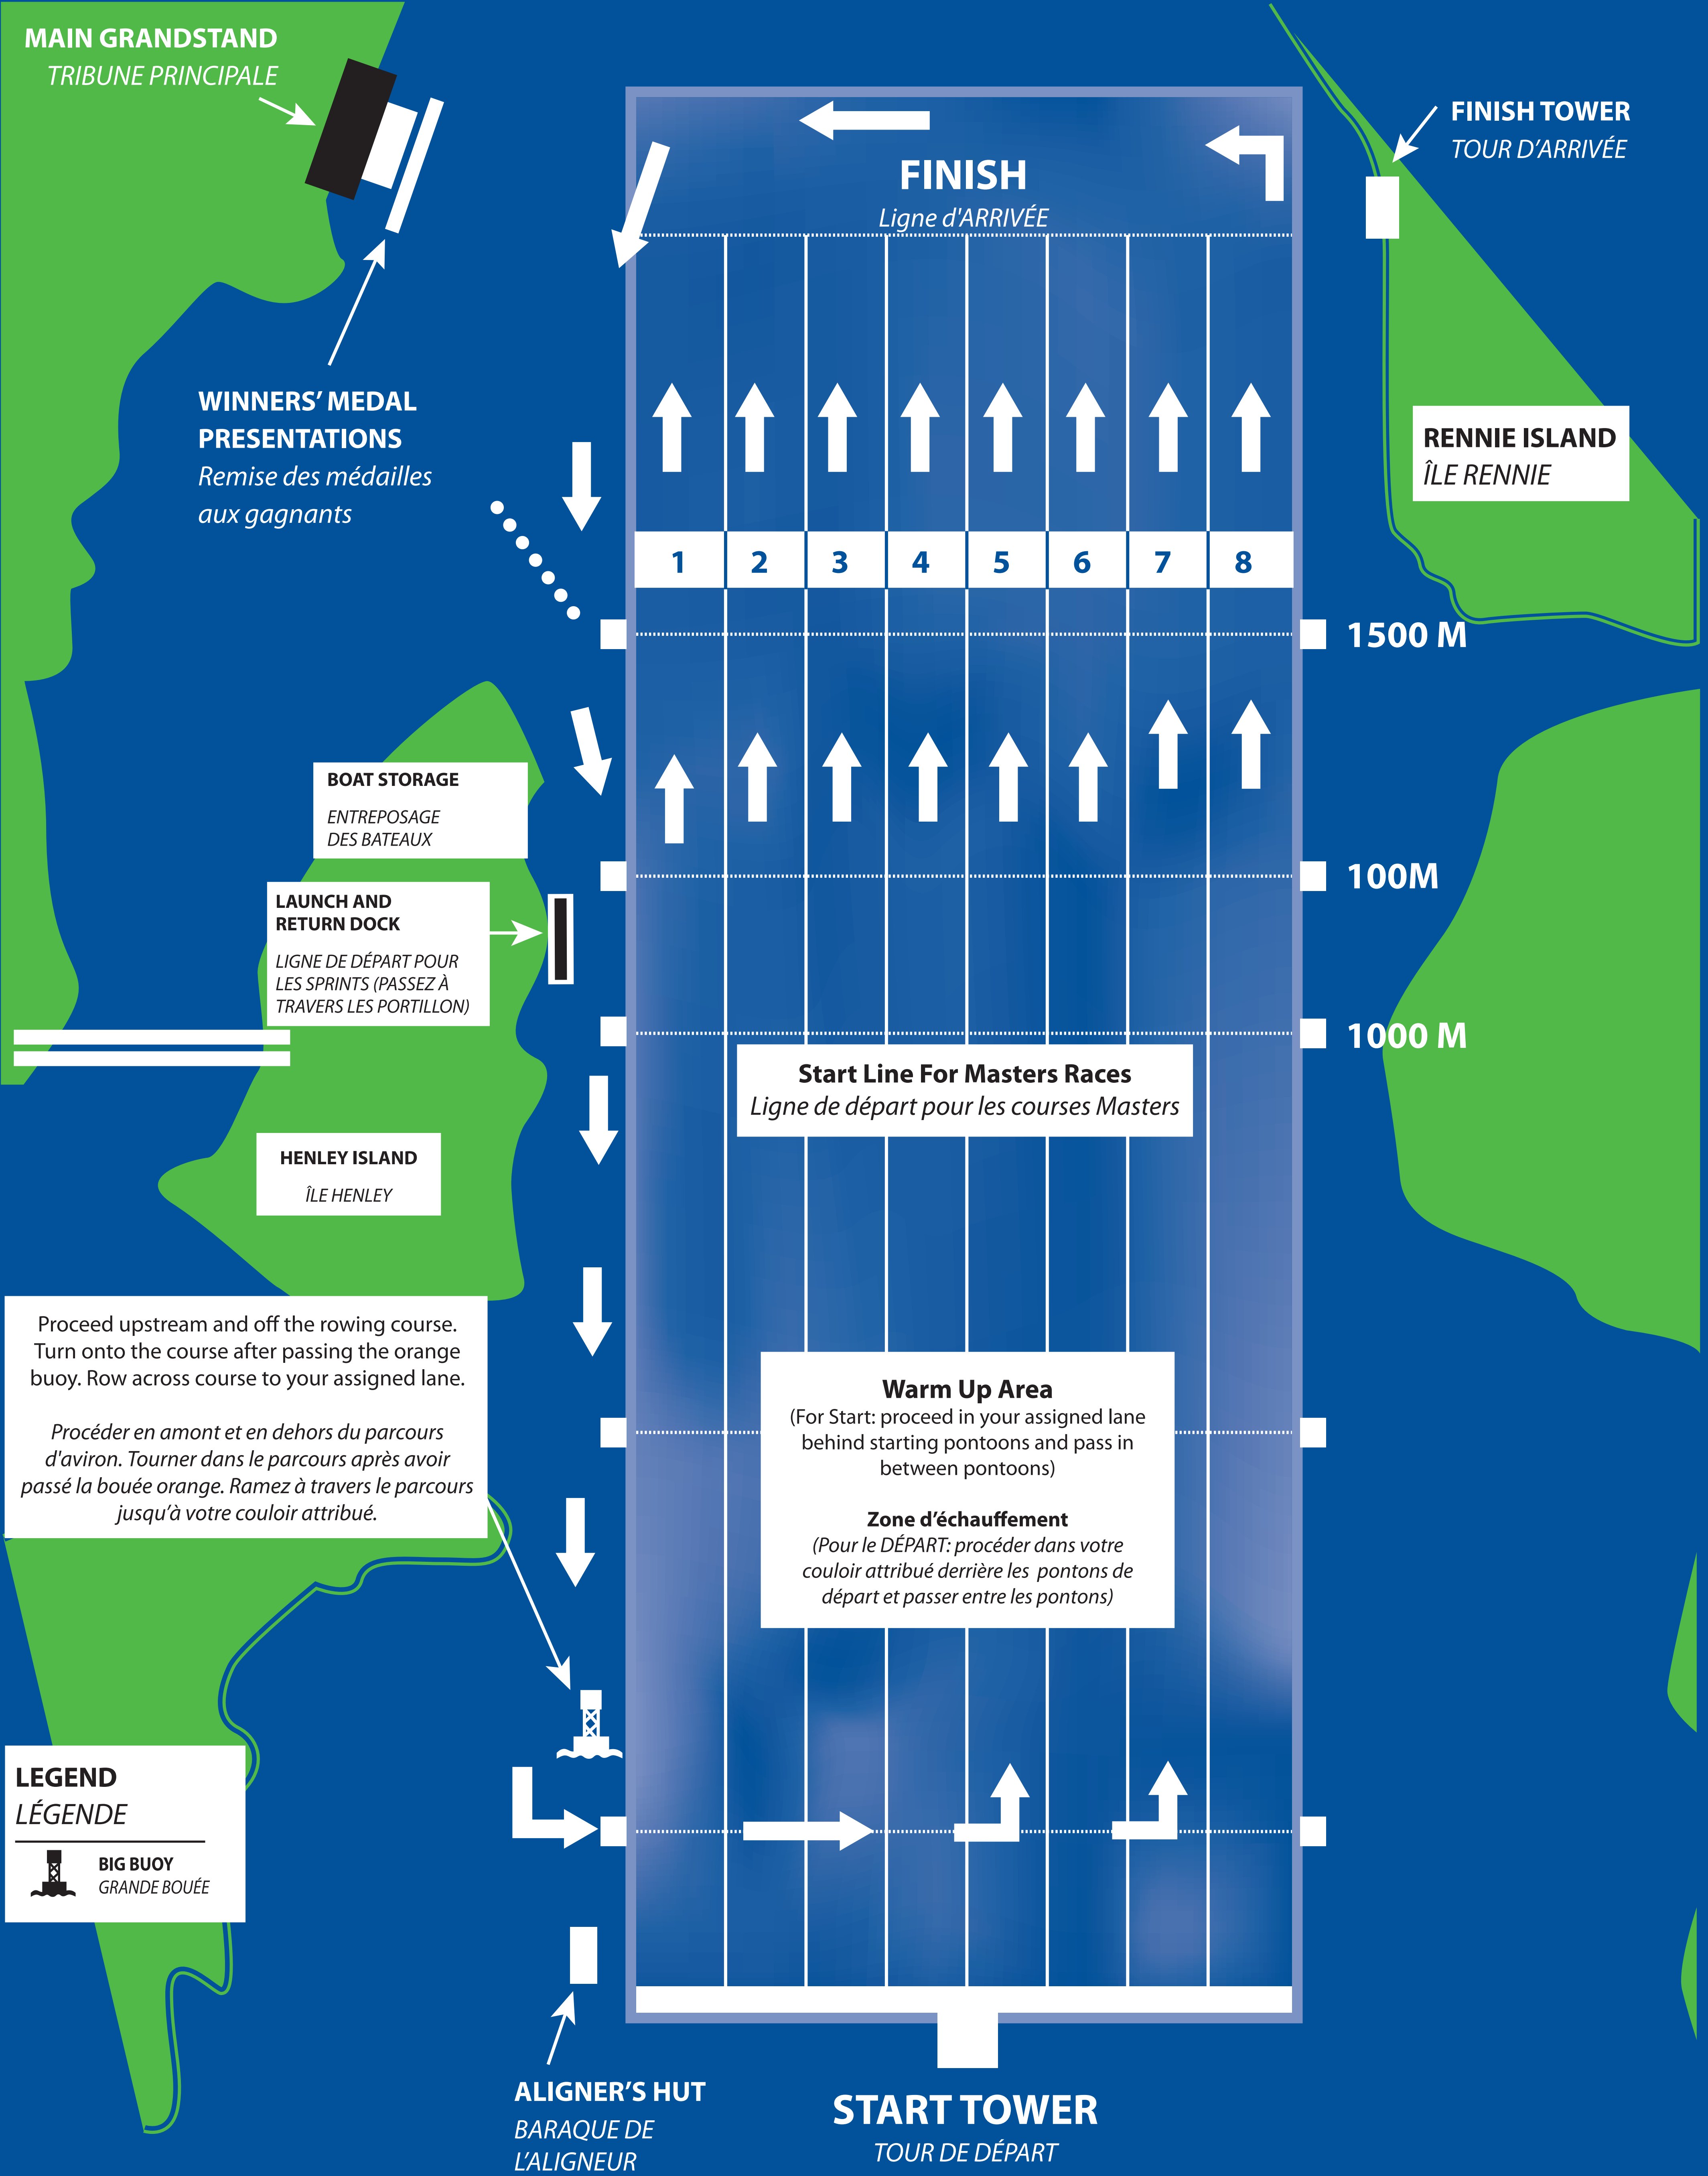 MAIN GRANDSTAND
TRIBUNE PRINCIPALE
FINISH TOWER
TOUR D'ARRIVÉE
FINISH
Ligne d'ARRIVÉE
WINNERS' MEDAL
PRESENTATIONS
Remise des médailles
aux gagnants
RENNIE ISLAND
ÎLE RENNIE
1 2 3 4 5 6 7 8
1500 M
BOAT STORAGE
ENTREPOSAGE
DES BATEAUX
100M
LAUNCH AND
RETURN DOCK
LIGNE DE DÉPART POUR
LES SPRINTS (PASSEZ À
TRAVERS LES PORTILLON)
1000 M
Start Line For Masters Races
Ligne de départ pour les courses Masters
HENLEY ISLAND
ÎLE HENLEY
Proceed upstream and off the rowing course.
Turn onto the course after passing the orange
buoy. Row across course to your assigned lane.
Procéder en amont et en dehors du parcours
d'aviron. Tourner dans le parcours après avoir
passé la bouée orange. Ramez à travers le parcours
jusqu'à votre couloir attribué.
Warm Up Area
(For Start: proceed in your assigned lane
behind starting pontoons and pass in
between pontoons)
Zone d'échauffement
(Pour le DÉPART: procéder dans votre
couloir attribué derrière les pontons de
départ et passer entre les pontons)
LEGEND
LÉGENDE
BIG BUOY
GRANDE BOUÉE
ALIGNER'S HUT
BARAQUE DE
L'ALIGNEUR
START TOWER
TOUR DE DÉPART